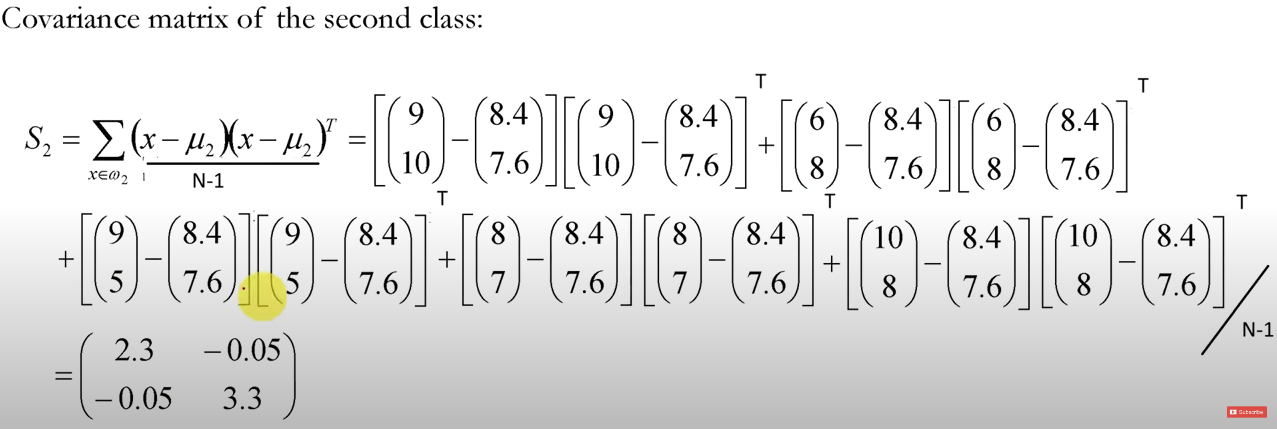 Covariance matrix of the second class:
S₂ = ∑_{x∈ω₂} (x − μ₂)(x − μ₂)ᵀ / N-1 = [(9 10) − (8.4 7.6)][(9 10) − (8.4 7.6)]ᵀ + [(6 8) − (8.4 7.6)][(6 8) − (8.4 7.6)]ᵀ
+ [(9 5) − (8.4 7.6)][(9 5) − (8.4 7.6)]ᵀ + [(8 7) − (8.4 7.6)][(8 7) − (8.4 7.6)]ᵀ + [(10 8) − (8.4 7.6)][(10 8) − (8.4 7.6)]ᵀ / N-1
= (2.3 −0.05
−0.05 3.3)
Subscribe